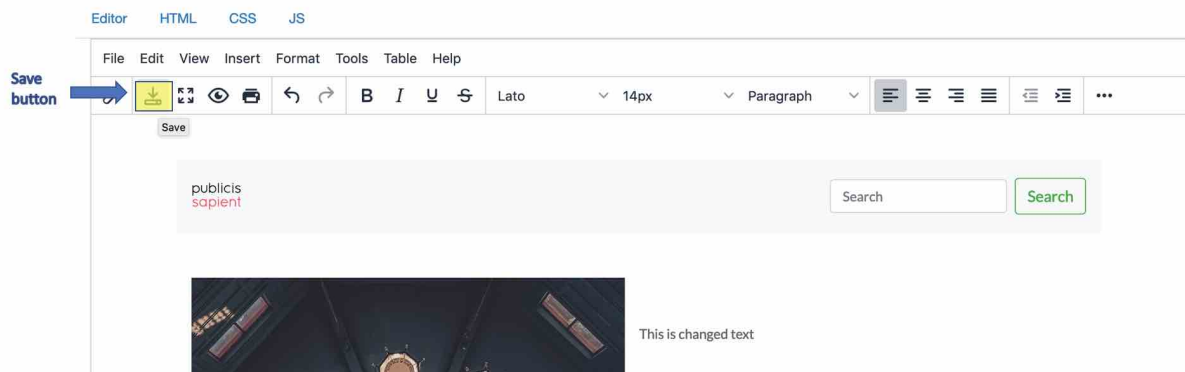 Editor HTML CSS JS
File Edit View Insert Format Tools Table Help
Save
button
B I U S Lato 14px Paragraph
Save
publicis
sapient
Search Search
This is changed text